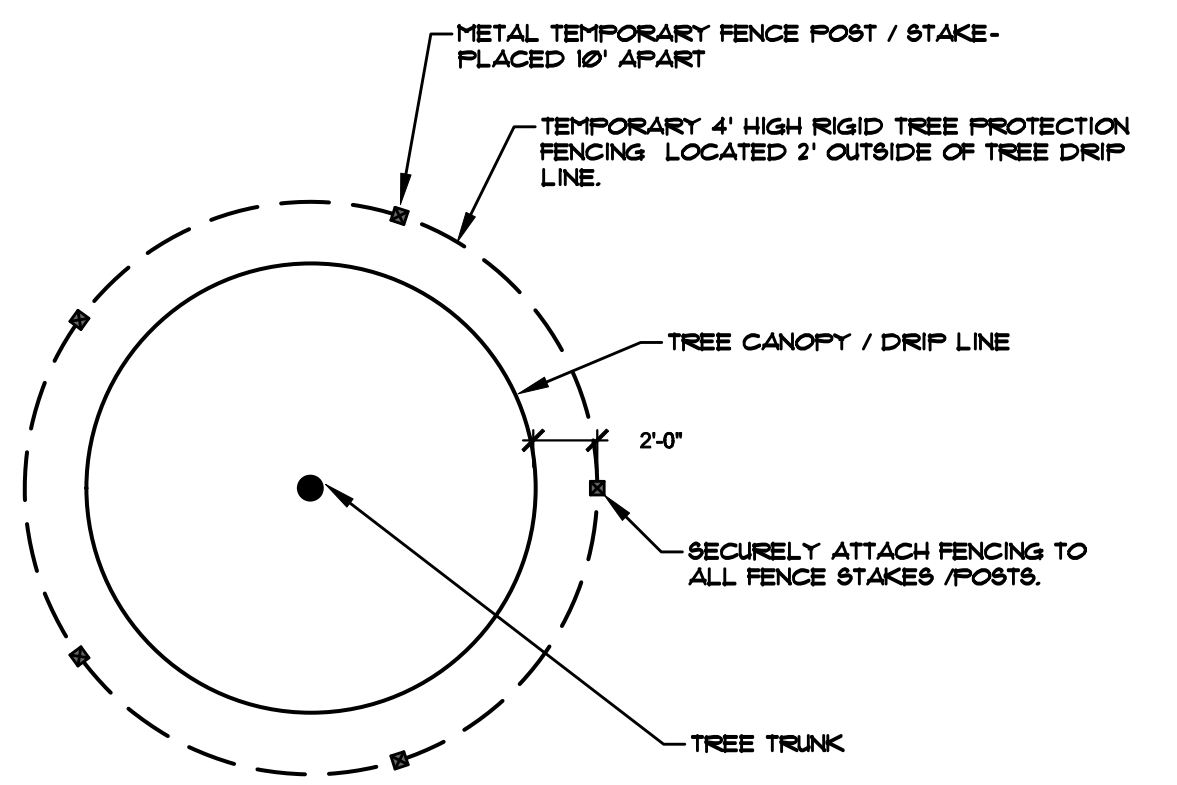 METAL TEMPORARY FENCE POST / STAKE-
PLACED 10' APART
TEMPORARY 4' HIGH RIGID TREE PROTECTION
FENCING LOCATED 2' OUTSIDE OF TREE DRIP
LINE.
TREE CANOPY / DRIP LINE
2'-0"
SECURELY ATTACH FENCING TO
ALL FENCE STAKES /POSTS.
TREE TRUNK